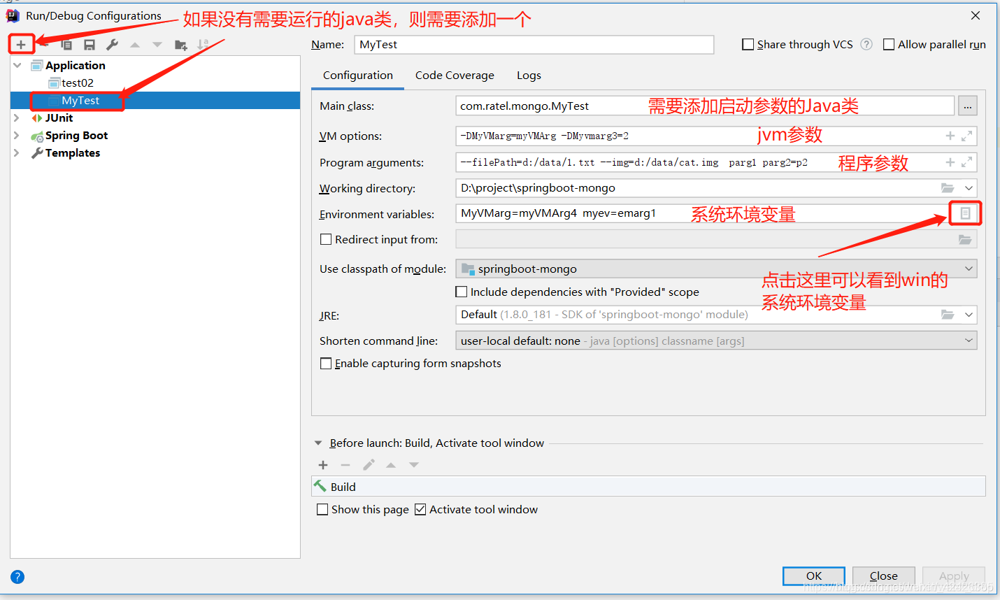 Run/Debug Configurations
如果没有需要运行的java类，则需要添加一个
Name: MyTest
Share through VCS
Allow parallel run
Application
test02
MyTest
JUnit
Spring Boot
Templates
Configuration Code Coverage Logs
Main class: com.ratel.mongo.MyTest 需要添加启动参数的Java类
VM options: -DMyVMarg=myVMArg -DMyvmarg3=2 jvm参数
Program arguments: --filePath=d:/data/1.txt --img=d:/data/cat.img parg1 parg2=p2 程序参数
Working directory: D:\project\springboot-mongo
Environment variables: MyVMarg=myVMArg4 myev=emarg1 系统环境变量
Redirect input from:
Use classpath of module: springboot-mongo
点击这里可以看到win的
系统环境变量
Include dependencies with "Provided" scope
JRE: Default (1.8.0_181 - SDK of 'springboot-mongo' module)
Shorten command line: user-local default: none - java [options] classname [args]
Enable capturing form snapshots
Before launch: Build, Activate tool window
Build
Show this page Activate tool window
OK Close Apply